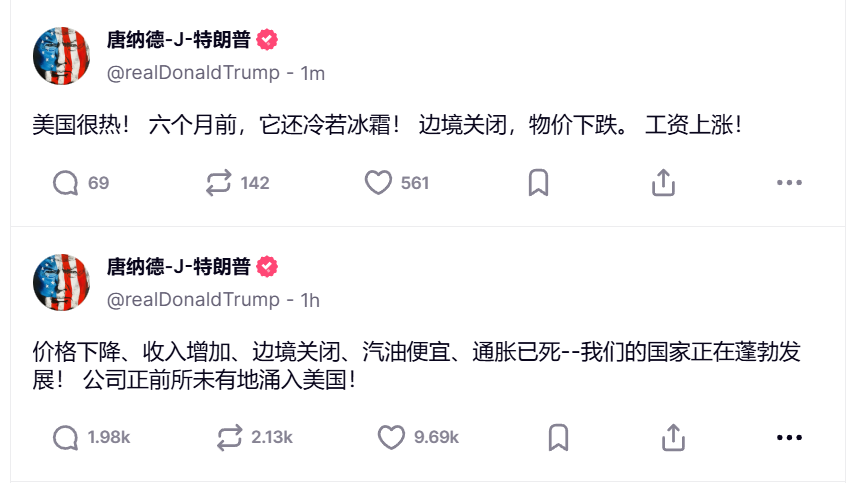 唐纳德-J-特朗普
@realDonaldTrump - 1m
美国很热！ 六个月前，它还冷若冰霜！ 边境关闭，物价下跌。 工资上涨！
69 142 561
唐纳德-J-特朗普
@realDonaldTrump - 1h
价格下降、收入增加、边境关闭、汽油便宜、通胀已死--我们的国家正在蓬勃发
展！ 公司正前所未有地涌入美国！
1.98k 2.13k 9.69k